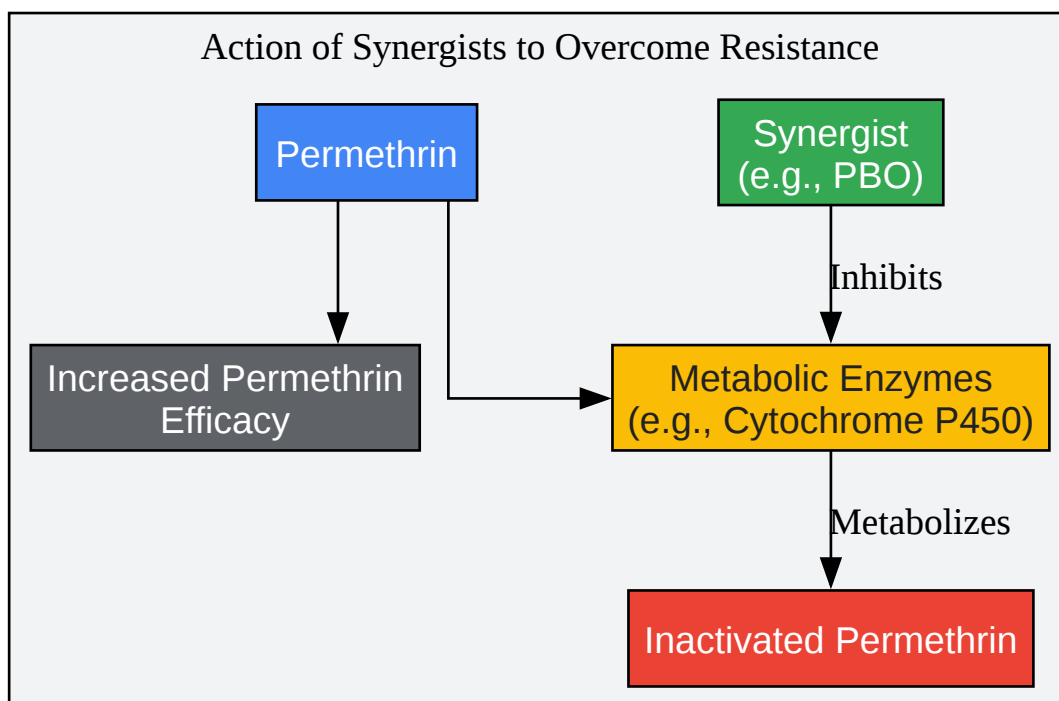 Action of Synergists to Overcome Resistance
Permethrin
Synergist
(e.g., PBO)
Inhibits
Increased Permethrin
Efficacy
Metabolic Enzymes
(e.g., Cytochrome P450)
Metabolizes
Inactivated Permethrin